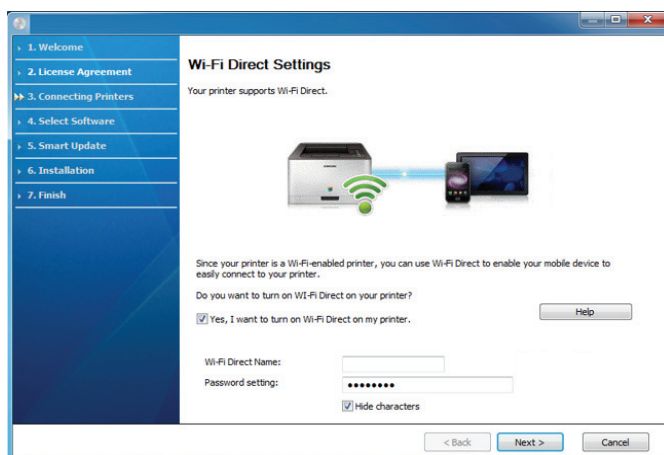 1. Welcome
2. License Agreement
3. Connecting Printers
4. Select Software
5. Smart Update
6. Installation
7. Finish
Wi-Fi Direct Settings
Your printer supports Wi-Fi Direct.
Since your printer is a Wi-Fi-enabled printer, you can use Wi-Fi Direct to enable your mobile device to
easily connect to your printer.
Do you want to turn on WI-Fi Direct on your printer?
Yes, I want to turn on Wi-Fi Direct on my printer.
Help
Wi-Fi Direct Name:
Password setting:
Hide characters
< Back
Next >
Cancel